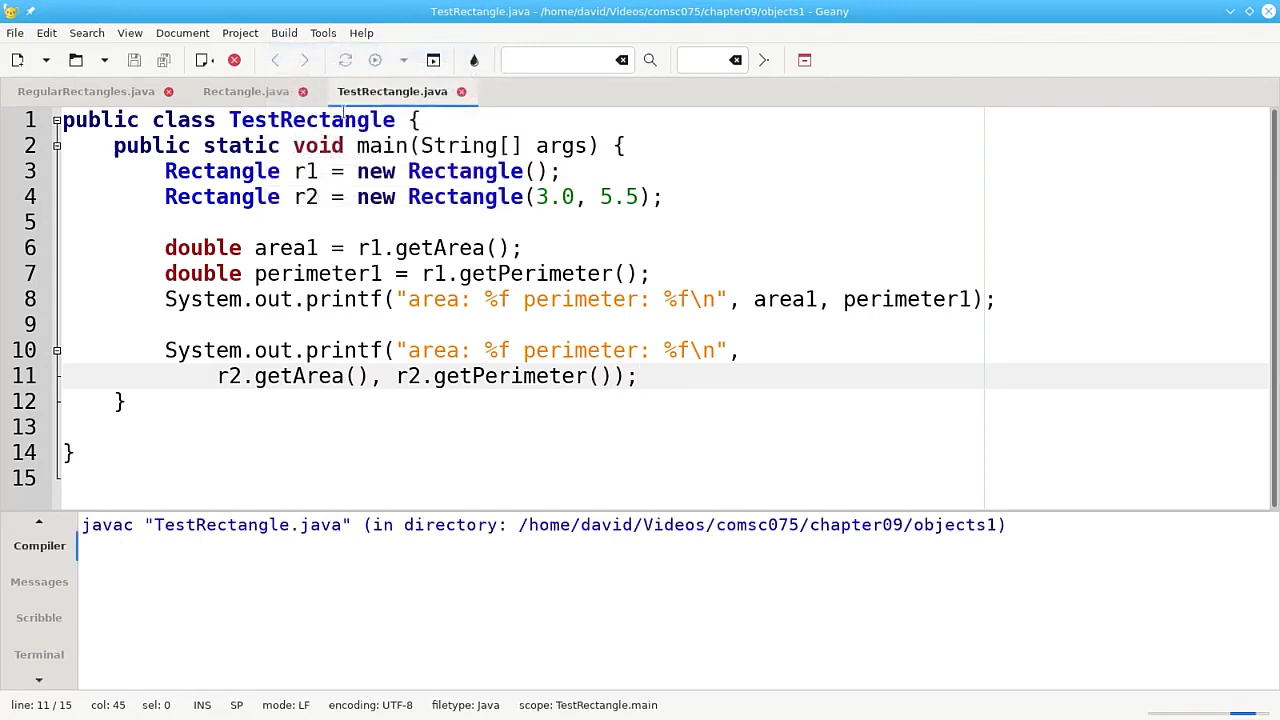 TestRectangle.java - /home/david/Videos/comsc075/chapter09/objects1 - Geany
File Edit Search View Document Project Build Tools Help
RegularRectangles.java Rectangle.java TestRectangle.java
1 public class TestRectangle {
2 public static void main(String[] args) {
3 Rectangle r1 = new Rectangle();
4 Rectangle r2 = new Rectangle(3.0, 5.5);
5
6 double area1 = r1.getArea();
7 double perimeter1 = r1.getPerimeter();
8 System.out.printf("area: %f perimeter: %f\n", area1, perimeter1);
9
10 System.out.printf("area: %f perimeter: %f\n",
11 r2.getArea(), r2.getPerimeter());
12 }
13
14 }
15
Compiler
Messages
Scribble
Terminal
javac "TestRectangle.java" (in directory: /home/david/Videos/comsc075/chapter09/objects1)
line: 11 / 15 col: 45 sel: 0 INS SP mode: LF encoding: UTF-8 filetype: Java scope: TestRectangle.main